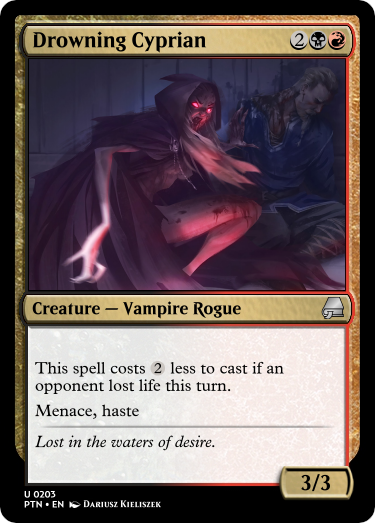 Drowning Cyprian 2
Creature — Vampire Rogue
This spell costs 2 less to cast if an
opponent lost life this turn.
Menace, haste
Lost in the waters of desire.
3/3
U 0203
PTN • EN Dariusz Kieliszek